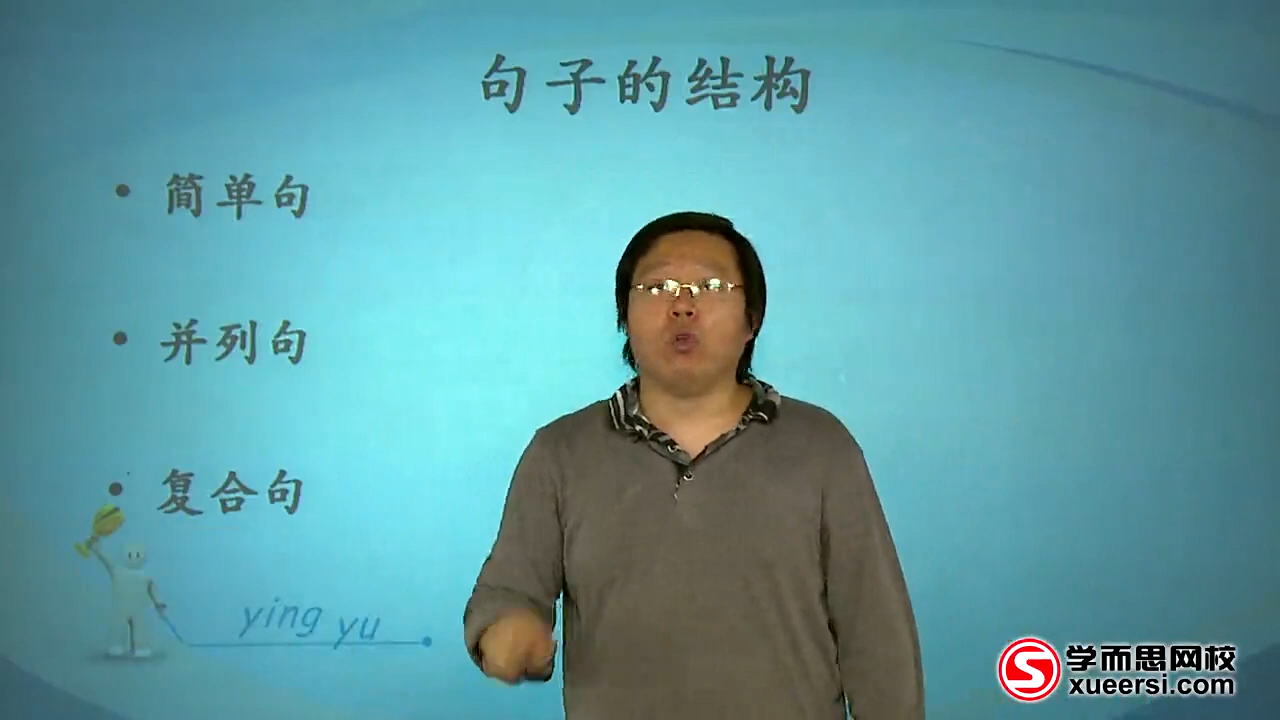 句子的结构
• 简单句
• 并列句
• 复合句
ying yu
学而思网校
xueersi.com